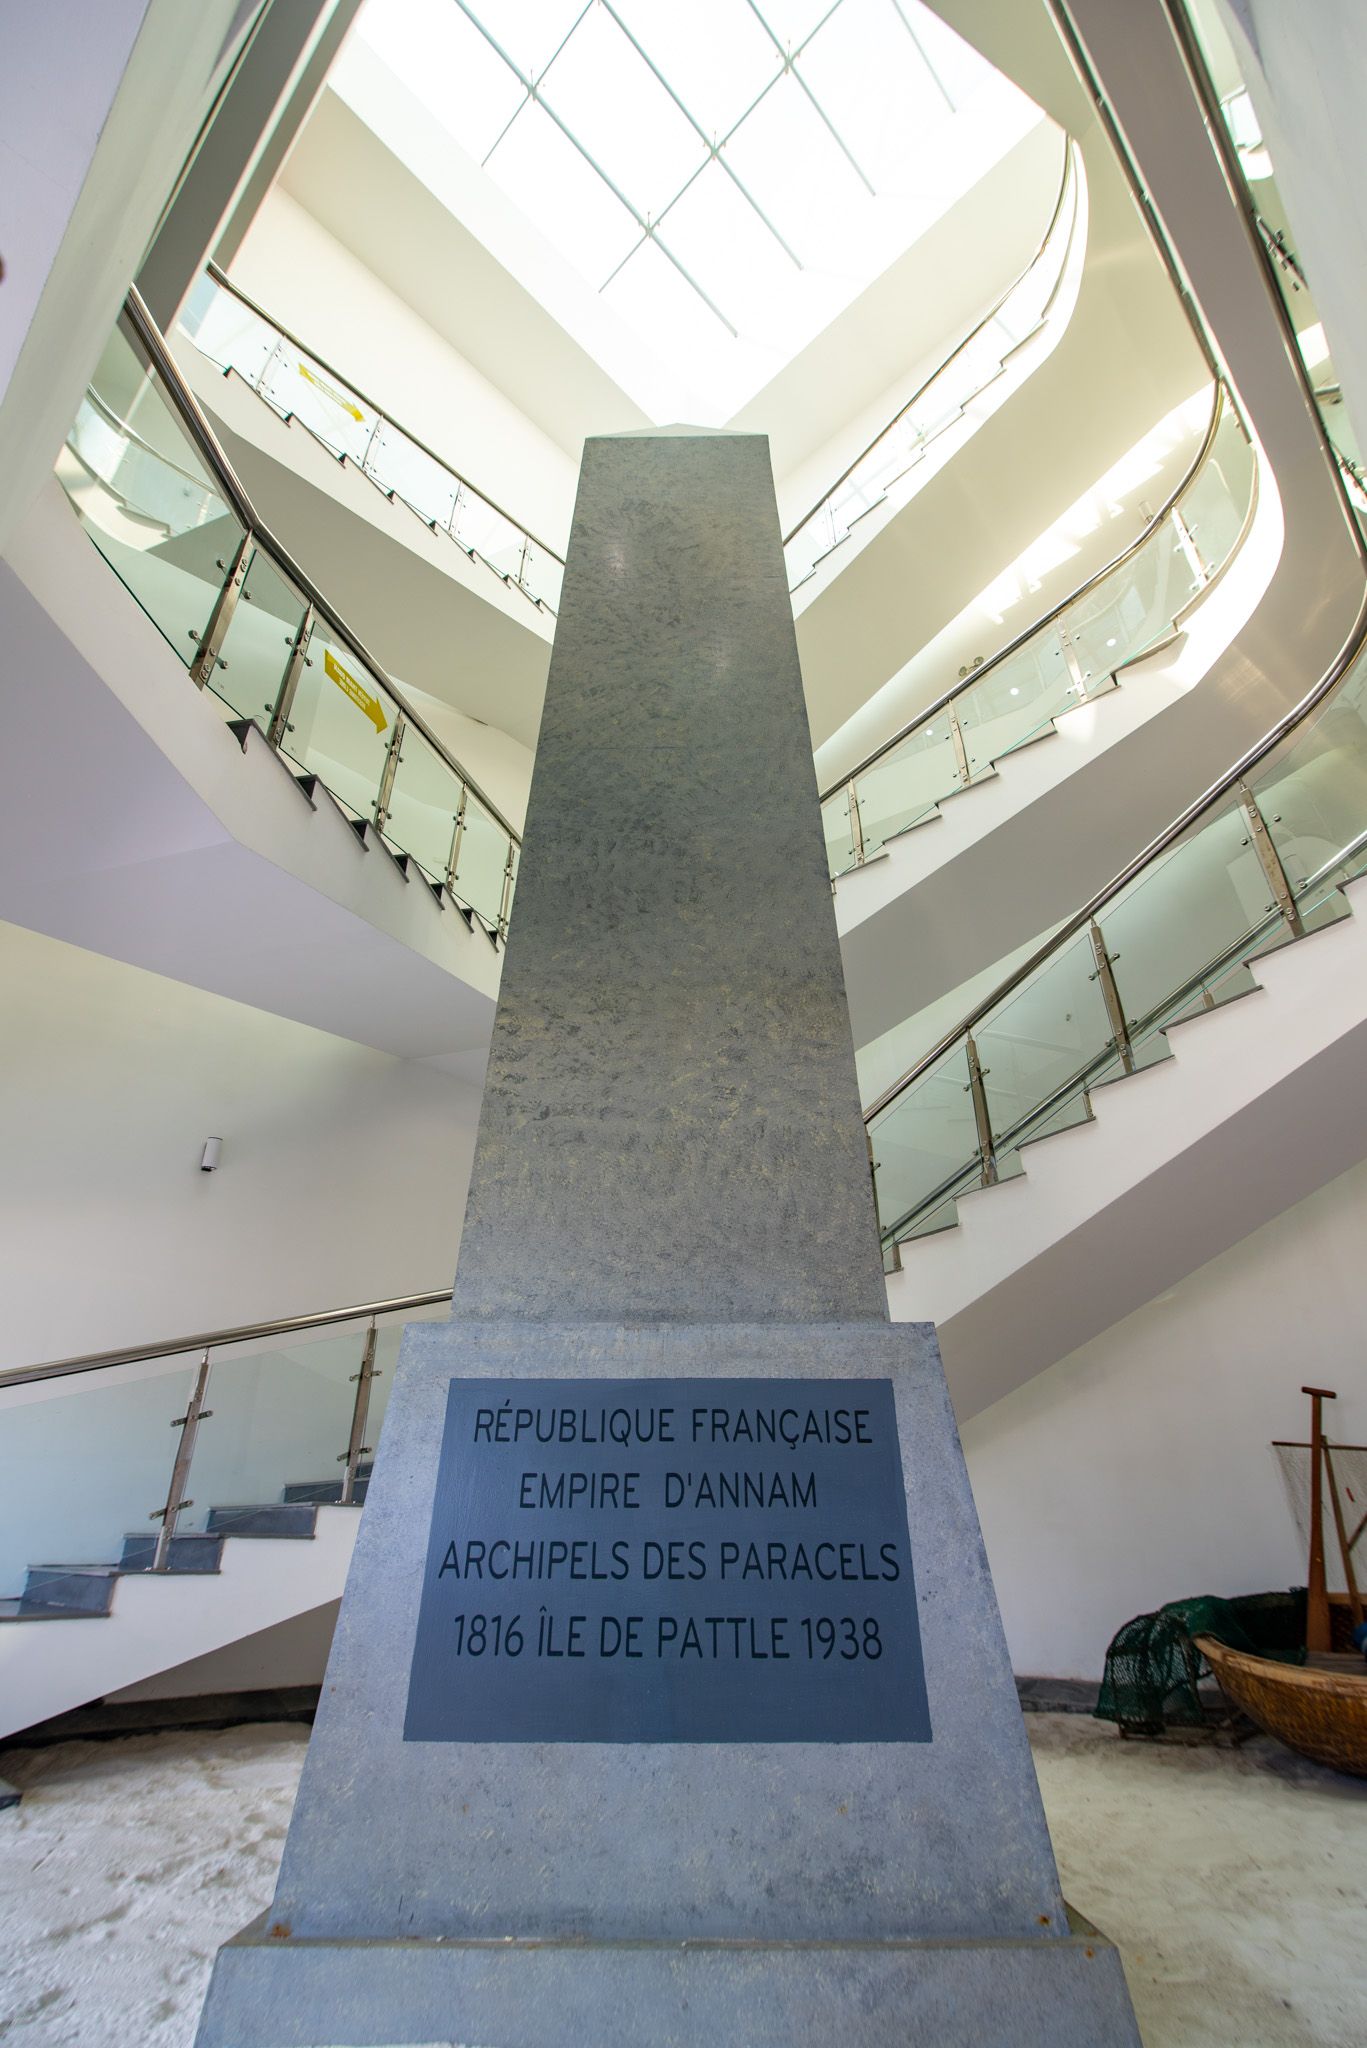 RÉPUBLIQUE FRANÇAISE
EMPIRE D'ANNAM
ARCHIPELS DES PARACELS
1816 ÎLE DE PATTLE 1938